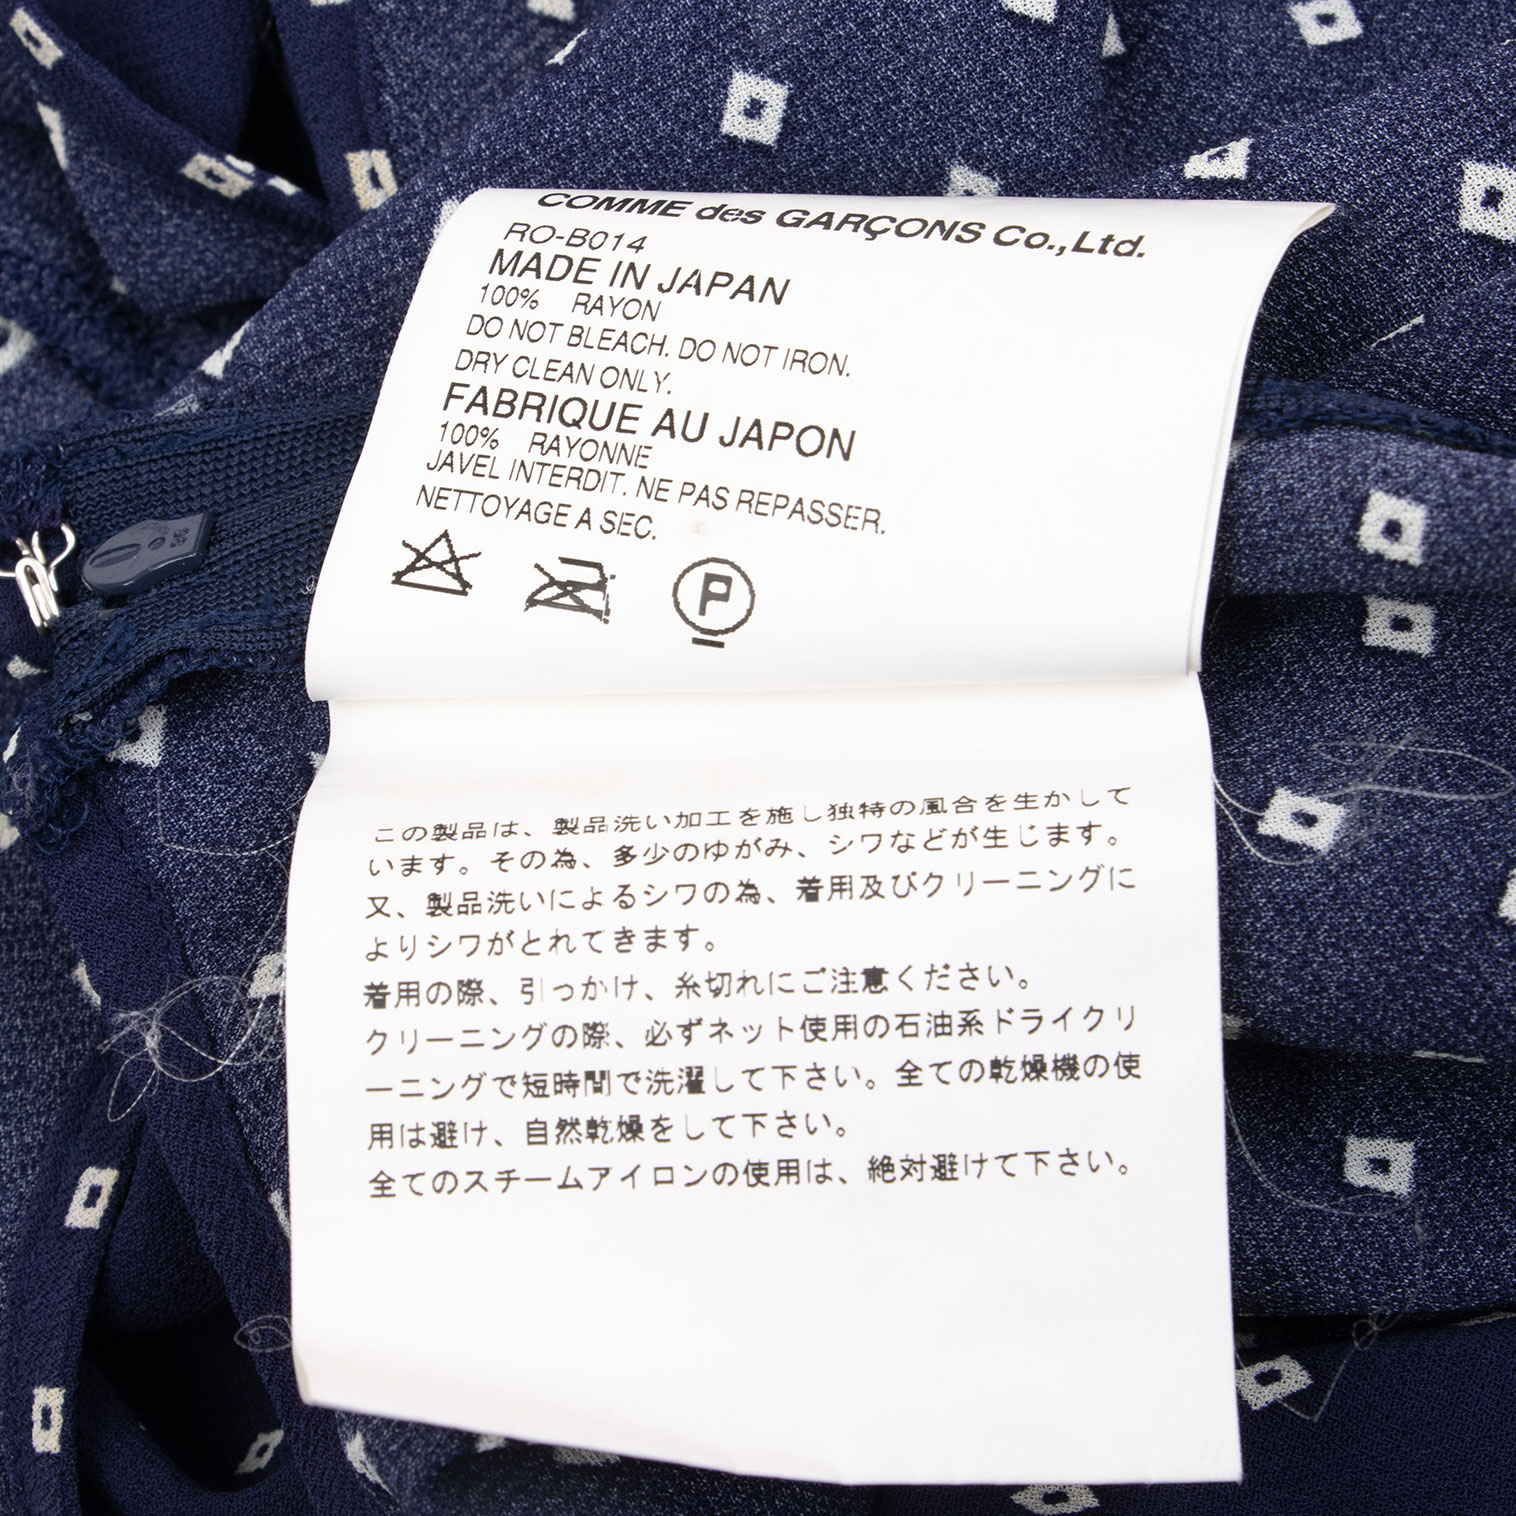 COMME des GARÇONS Co.,Ltd.
RO-B014
MADE IN JAPAN
100% RAYON
DO NOT BLEACH. DO NOT IRON.
DRY CLEAN ONLY.
FABRIQUE AU JAPON
100% RAYONNE
JAVEL INTERDIT. NE PAS REPASSER.
NETTOYAGE A SEC.
P
この製品は、製品洗い加工を施し独特の風合を生かして
います。その為、多少のゆがみ、シワなどが生じます。
又、製品洗いによるシワの為、着用及びクリーニングに
よりシワがとれてきます。
着用の際、引っかけ、糸切れにご注意ください。
クリーニングの際、必ずネット使用の石油系ドライクリ
ーニングで短時間で洗濯して下さい。全ての乾燥機の使
用は避け、自然乾燥をして下さい。
全てのスチームアイロンの使用は、絶対避けて下さい。